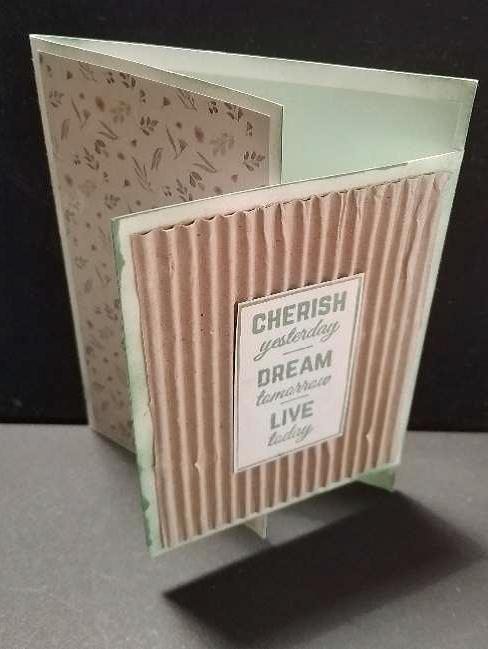 CHERISH
yesterday
DREAM
tomorrow
LIVE
today